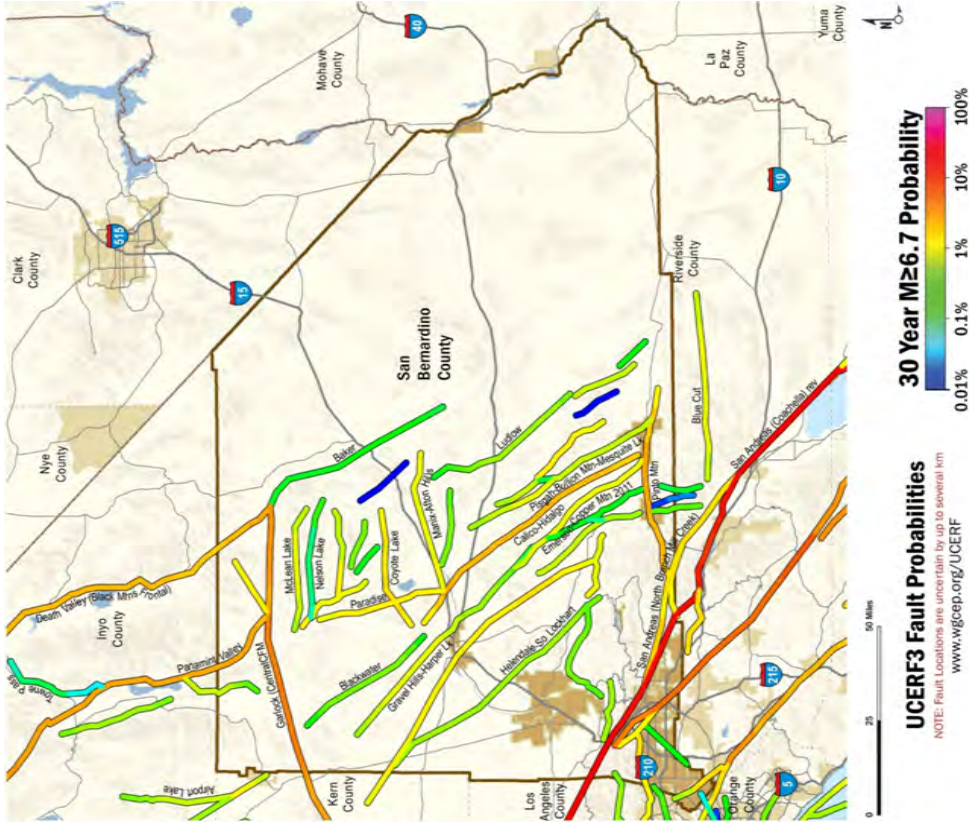 Clark
County
Nye
County
Inyo
County
Kern
County
Los
Angeles
County
Orange
County
Riverside
County
San
Bernardino
County
Mohave
County
La
Paz
County
Yuma
County
40
515
15
10
210
215
5
Towne Pass
Death Valley (Black Mtns Frontal)
Panamint Valley
Airport Lake
Garlock (Central)CFM
Baker
McLean Lake
Nelson Lake
Coyote Lake
Paradise
Manix-Afton Hills
Ludlow
Blackwater
Gravel Hills-Harper Lk
Helendale-So Lockhart
Calico-Hidalgo
Pisgah-Bullion Mtn-Mesquite Lk
Emerson-Copper Mtn 2011
Pinto Mtn
Blue Cut
San Andreas (North Branch Mill Creek)
San Andreas (Coachella) rev
N
0 25 50 Miles
UCERF3 Fault Probabilities
NOTE: Fault Locations are uncertain by up to several km
www.wgcep.org/UCERF
30 Year M≥6.7 Probability
0.01% 0.1% 1% 10% 100%